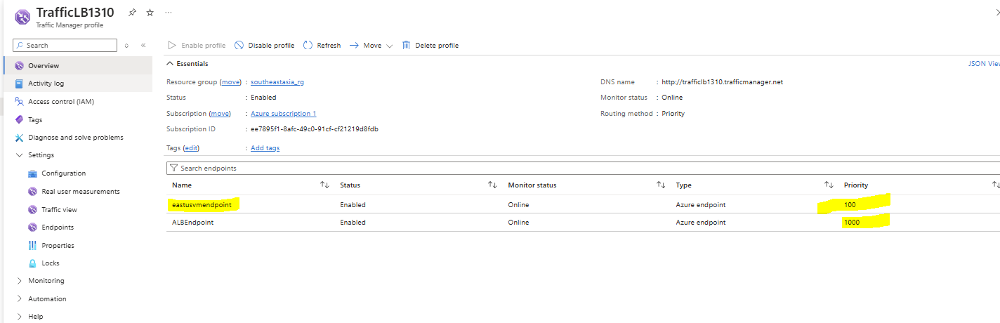 TrafficLB1310
Traffic Manager profile
Search
Overview
Activity log
Access control (IAM)
Tags
Diagnose and solve problems
Settings
Configuration
Real user measurements
Traffic view
Endpoints
Properties
Locks
Monitoring
Automation
Help
Enable profile Disable profile Refresh Move Delete profile
Essentials
JSON View
Resource group (move) : southeastasia_rg
Status : Enabled
Subscription (move) : Azure subscription 1
Subscription ID : ee7895f1-8afc-49c0-91cf-cf21219d8fdb
Tags (edit) : Add tags
DNS name : http://trafficlb1310.trafficmanager.net
Monitor status : Online
Routing method : Priority
Search endpoints
Name Status Monitor status Type Priority
eastusvmendpoint Enabled Online Azure endpoint 100
ALBEndpoint Enabled Online Azure endpoint 1000